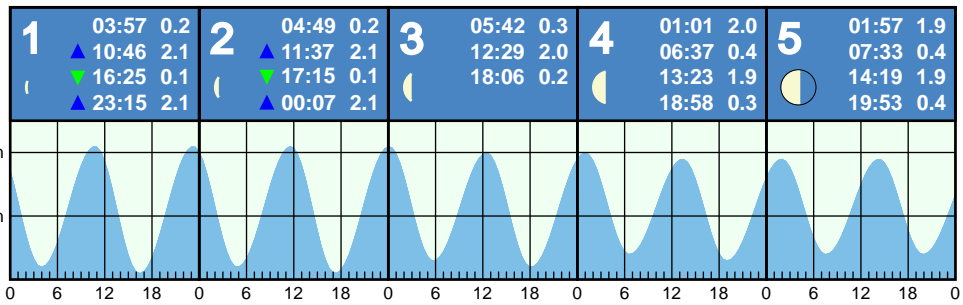 1
03:57 0.2
▲ 10:46 2.1
▼ 16:25 0.1
▲ 23:15 2.1
2
04:49 0.2
▲ 11:37 2.1
▼ 17:15 0.1
▲ 00:07 2.1
3
05:42 0.3
12:29 2.0
18:06 0.2
4
01:01 2.0
06:37 0.4
13:23 1.9
18:58 0.3
5
01:57 1.9
07:33 0.4
14:19 1.9
19:53 0.4
m
m
0 6 12 18 0 6 12 18 0 6 12 18 0 6 12 18 0 6 12 18 0